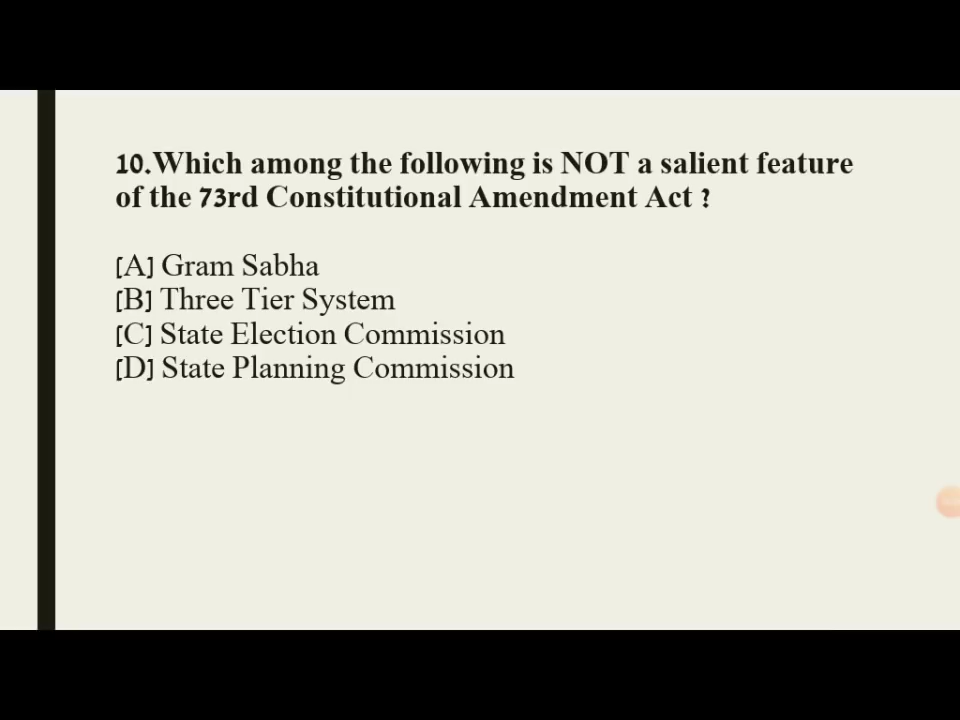 10.Which among the following is NOT a salient feature
of the 73rd Constitutional Amendment Act ?
[A] Gram Sabha
[B] Three Tier System
[C] State Election Commission
[D] State Planning Commission